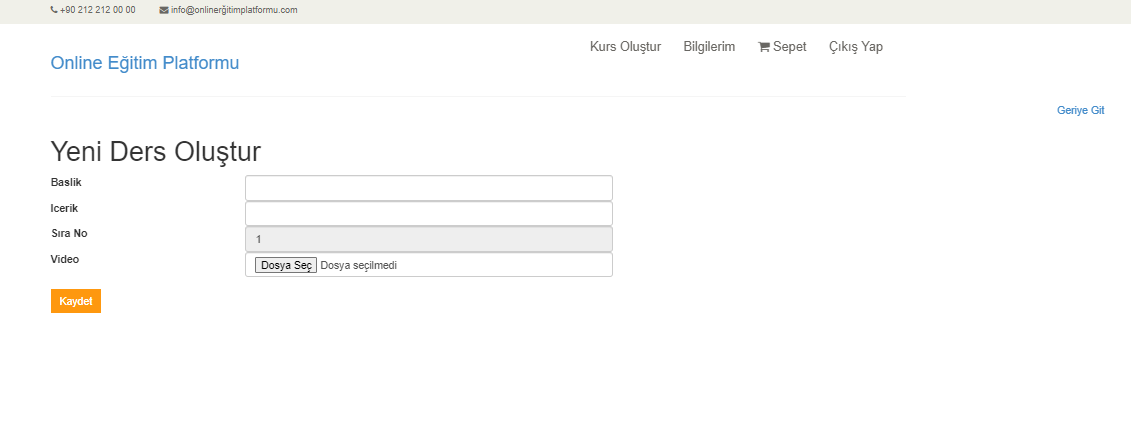 +90 212 212 00 00 info@onlinerğitimplatformu.com
Kurs Oluştur Bilgilerim Sepet Çıkış Yap
Online Eğitim Platformu
Geriye Git
Yeni Ders Oluştur
Baslik
Icerik
Sıra No 1
Video Dosya Seç Dosya seçilmedi
Kaydet